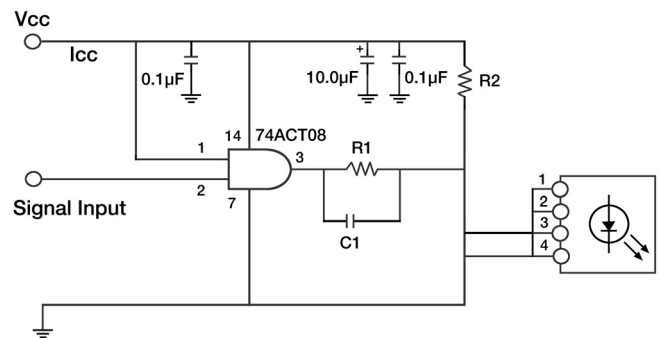 Vcc
Icc
0.1µF
+
10.0µF
0.1µF
R2
14
74ACT08
1
3
R1
2
7
Signal Input
C1
1
2
3
4